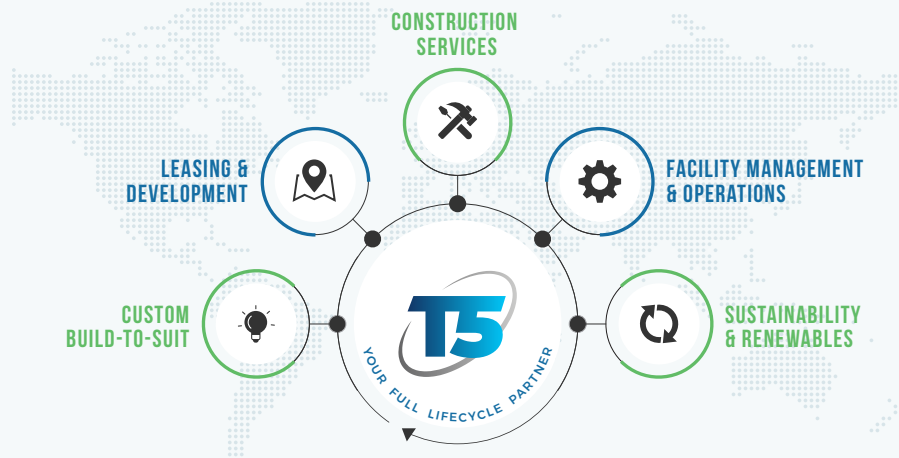 CONSTRUCTION
SERVICES
LEASING &
DEVELOPMENT
FACILITY MANAGEMENT
& OPERATIONS
CUSTOM
BUILD-TO-SUIT
SUSTAINABILITY
& RENEWABLES
T5
YOUR FULL LIFECYCLE PARTNER